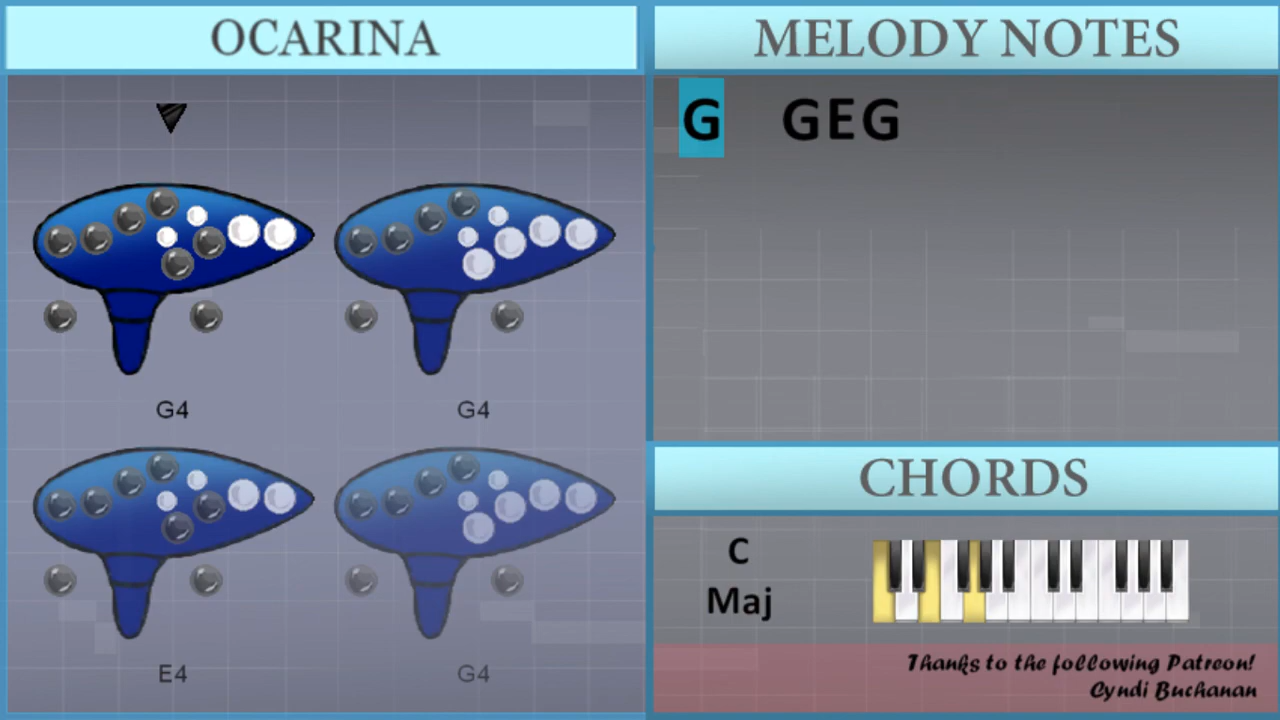 OCARINA
G4
G4
E4
G4
MELODY NOTES
G GEG
CHORDS
C
Maj
Thanks to the following Patreon!
Cyndi Buchanan